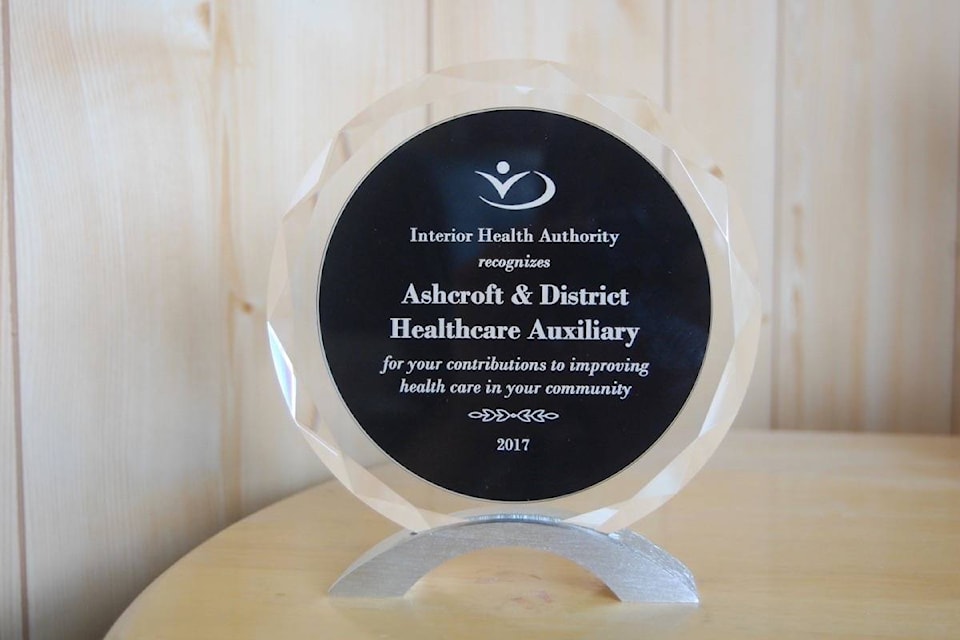 Interior Health Authority
recognizes
Ashcroft & District
Healthcare Auxiliary
for your contributions to improving
health care in your community
2017